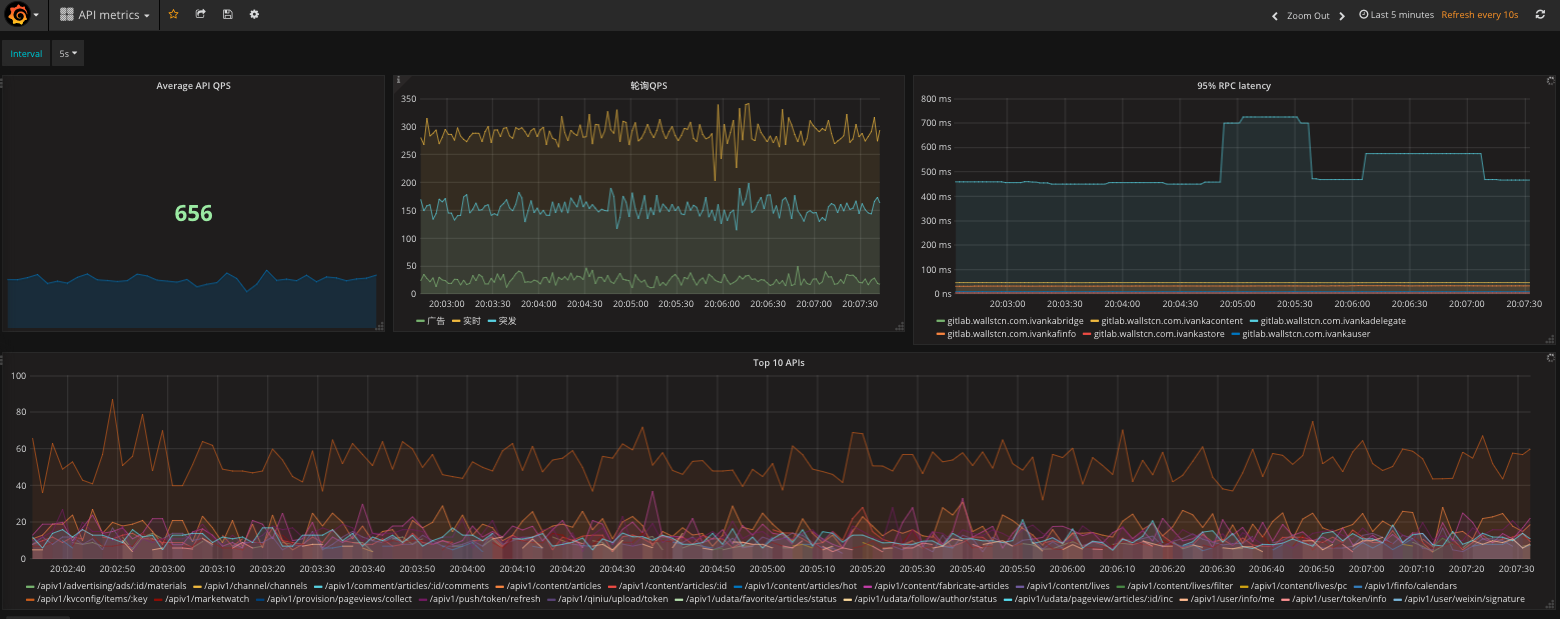 API metrics
Zoom Out
Last 5 minutes
Refresh every 10s
Interval
5s
Average API QPS
656
轮询QPS
350
300
250
200
150
100
50
0
20:03:00 20:03:30 20:04:00 20:04:30 20:05:00 20:05:30 20:06:00 20:06:30 20:07:00 20:07:30
广告 实时 突发
95% RPC latency
800 ms
700 ms
600 ms
500 ms
400 ms
300 ms
200 ms
100 ms
0 ns
20:03:00 20:03:30 20:04:00 20:04:30 20:05:00 20:05:30 20:06:00 20:06:30 20:07:00 20:07:30
gitlab.wallstcn.com.ivankabridge gitlab.wallstcn.com.ivankacontent gitlab.wallstcn.com.ivankadelegate
gitlab.wallstcn.com.ivankafinfo gitlab.wallstcn.com.ivankastore gitlab.wallstcn.com.ivankauser
Top 10 APIs
100
80
60
40
20
0
20:02:40 20:02:50 20:03:00 20:03:10 20:03:20 20:03:30 20:03:40 20:03:50 20:04:00 20:04:10 20:04:20 20:04:30 20:04:40 20:04:50 20:05:00 20:05:10 20:05:20 20:05:30 20:05:40 20:05:50 20:06:00 20:06:10 20:06:20 20:06:30 20:06:40 20:06:50 20:07:00 20:07:10 20:07:20 20:07:30
/apiv1/advertising/ads/:id/materials /apiv1/channel/channels /apiv1/comment/articles/:id/comments /apiv1/content/articles /apiv1/content/articles/:id /apiv1/content/articles/hot /apiv1/content/fabricate-articles /apiv1/content/lives /apiv1/content/lives/filter /apiv1/content/lives/pc /apiv1/finfo/calendars
/apiv1/kvconfig/items/:key /apiv1/marketwatch /apiv1/provision/pageviews/collect /apiv1/push/token/refresh /apiv1/qiniu/upload/token /apiv1/udata/favorite/articles/status /apiv1/udata/follow/author/status /apiv1/udata/pageview/articles/:id/inc /apiv1/user/info/me /apiv1/user/token/info /apiv1/user/weixin/signature